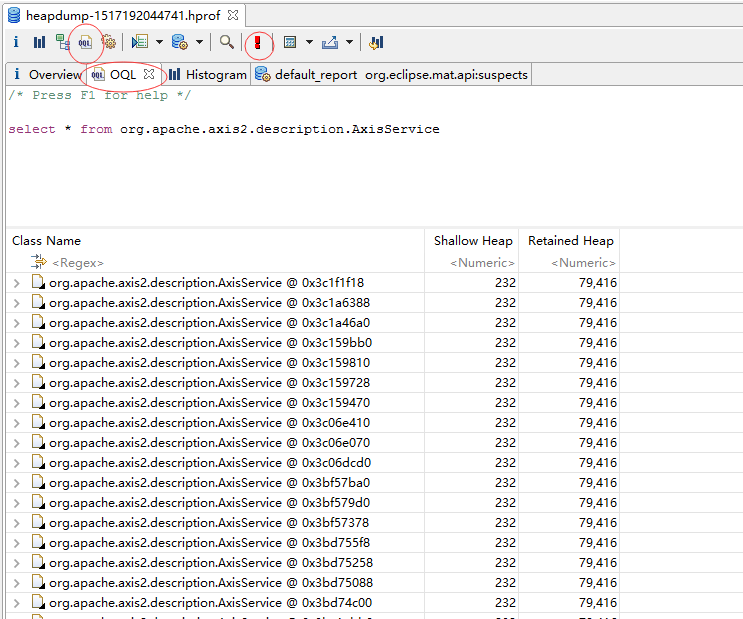 heapdump-1517192044741.hprof
i OQL
i Overview OQL Histogram default_report org.eclipse.mat.api:suspects
/* Press F1 for help */
select * from org.apache.axis2.description.AxisService
Class Name Shallow Heap Retained Heap
<Regex> <Numeric> <Numeric>
org.apache.axis2.description.AxisService @ 0x3c1f1f18 232 79,416
org.apache.axis2.description.AxisService @ 0x3c1a6388 232 79,416
org.apache.axis2.description.AxisService @ 0x3c1a46a0 232 79,416
org.apache.axis2.description.AxisService @ 0x3c159bb0 232 79,416
org.apache.axis2.description.AxisService @ 0x3c159810 232 79,416
org.apache.axis2.description.AxisService @ 0x3c159728 232 79,416
org.apache.axis2.description.AxisService @ 0x3c159470 232 79,416
org.apache.axis2.description.AxisService @ 0x3c06e410 232 79,416
org.apache.axis2.description.AxisService @ 0x3c06e070 232 79,416
org.apache.axis2.description.AxisService @ 0x3c06dcd0 232 79,416
org.apache.axis2.description.AxisService @ 0x3bf57ba0 232 79,416
org.apache.axis2.description.AxisService @ 0x3bf579d0 232 79,416
org.apache.axis2.description.AxisService @ 0x3bf57378 232 79,416
org.apache.axis2.description.AxisService @ 0x3bd755f8 232 79,416
org.apache.axis2.description.AxisService @ 0x3bd75258 232 79,416
org.apache.axis2.description.AxisService @ 0x3bd75088 232 79,416
org.apache.axis2.description.AxisService @ 0x3bd74c00 232 79,416